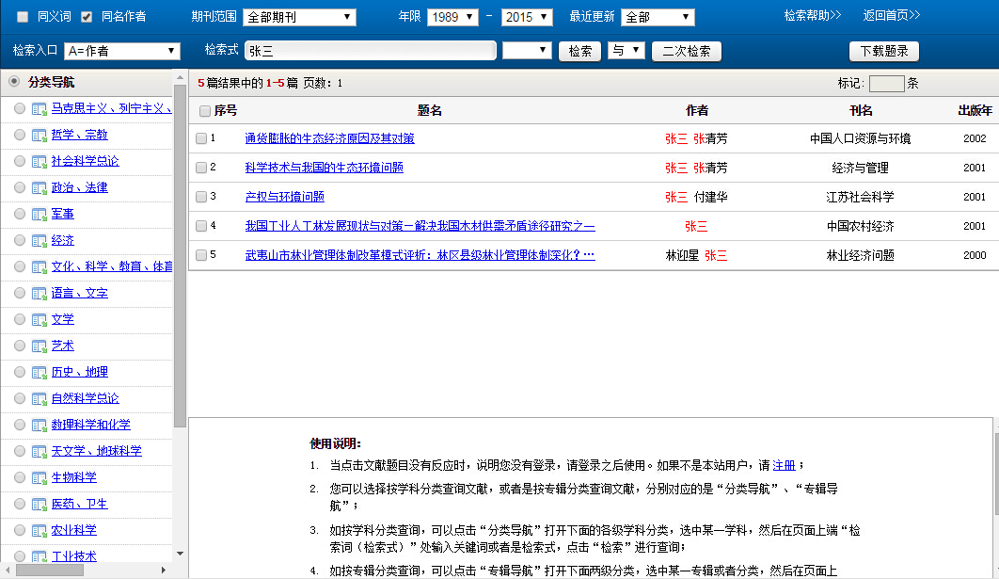 同义词 同名作者 期刊范围 全部期刊 年限 1989 - 2015 最近更新 全部 检索帮助>> 返回首页>>
检索入口 A=作者 检索式 张三 检索 与 二次检索 下载题录
分类导航
马克思主义、列宁主义、
哲学、宗教
社会科学总论
政治、法律
军事
经济
文化、科学、教育、体育
语言、文字
文学
艺术
历史、地理
自然科学总论
数理科学和化学
天文学、地球科学
生物科学
医药、卫生
农业科学
工业技术
5篇结果中的1-5篇 页数：1 标记: 条
序号 题名 作者 刊名 出版年
1 通货膨胀的生态经济原因及其对策 张三 张清芳 中国人口资源与环境 2002
2 科学技术与我国的生态环境问题 张三 张清芳 经济与管理 2001
3 产权与环境问题 张三 付建华 江苏社会科学 2001
4 我国工业人工林发展现状与对策—解决我国木材供需矛盾途径研究之一 张三 中国农村经济 2001
5 武夷山市林业管理体制改革模式评析：林区县级林业管理体制深化？… 林迎星 张三 林业经济问题 2000
使用说明：
1. 当点击文献题目没有反应时，说明您没有登录，请登录之后使用。如果不是本站用户，请 注册 ；
2. 您可以选择按学科分类查询文献，或者是按专辑分类查询文献，分别对应的是“分类导航”、“专辑导
航”；
3. 如按学科分类查询，可以点击“分类导航”打开下面的各级学科分类，选中某一学科，然后在页面上端“检
索词（检索式）”处输入关键词或者是检索式，点击“检索”进行查询；
4. 如按专辑分类查询，可以点击“专辑导航”打开下面两级分类，选中某一专辑或者分类，然后在页面上